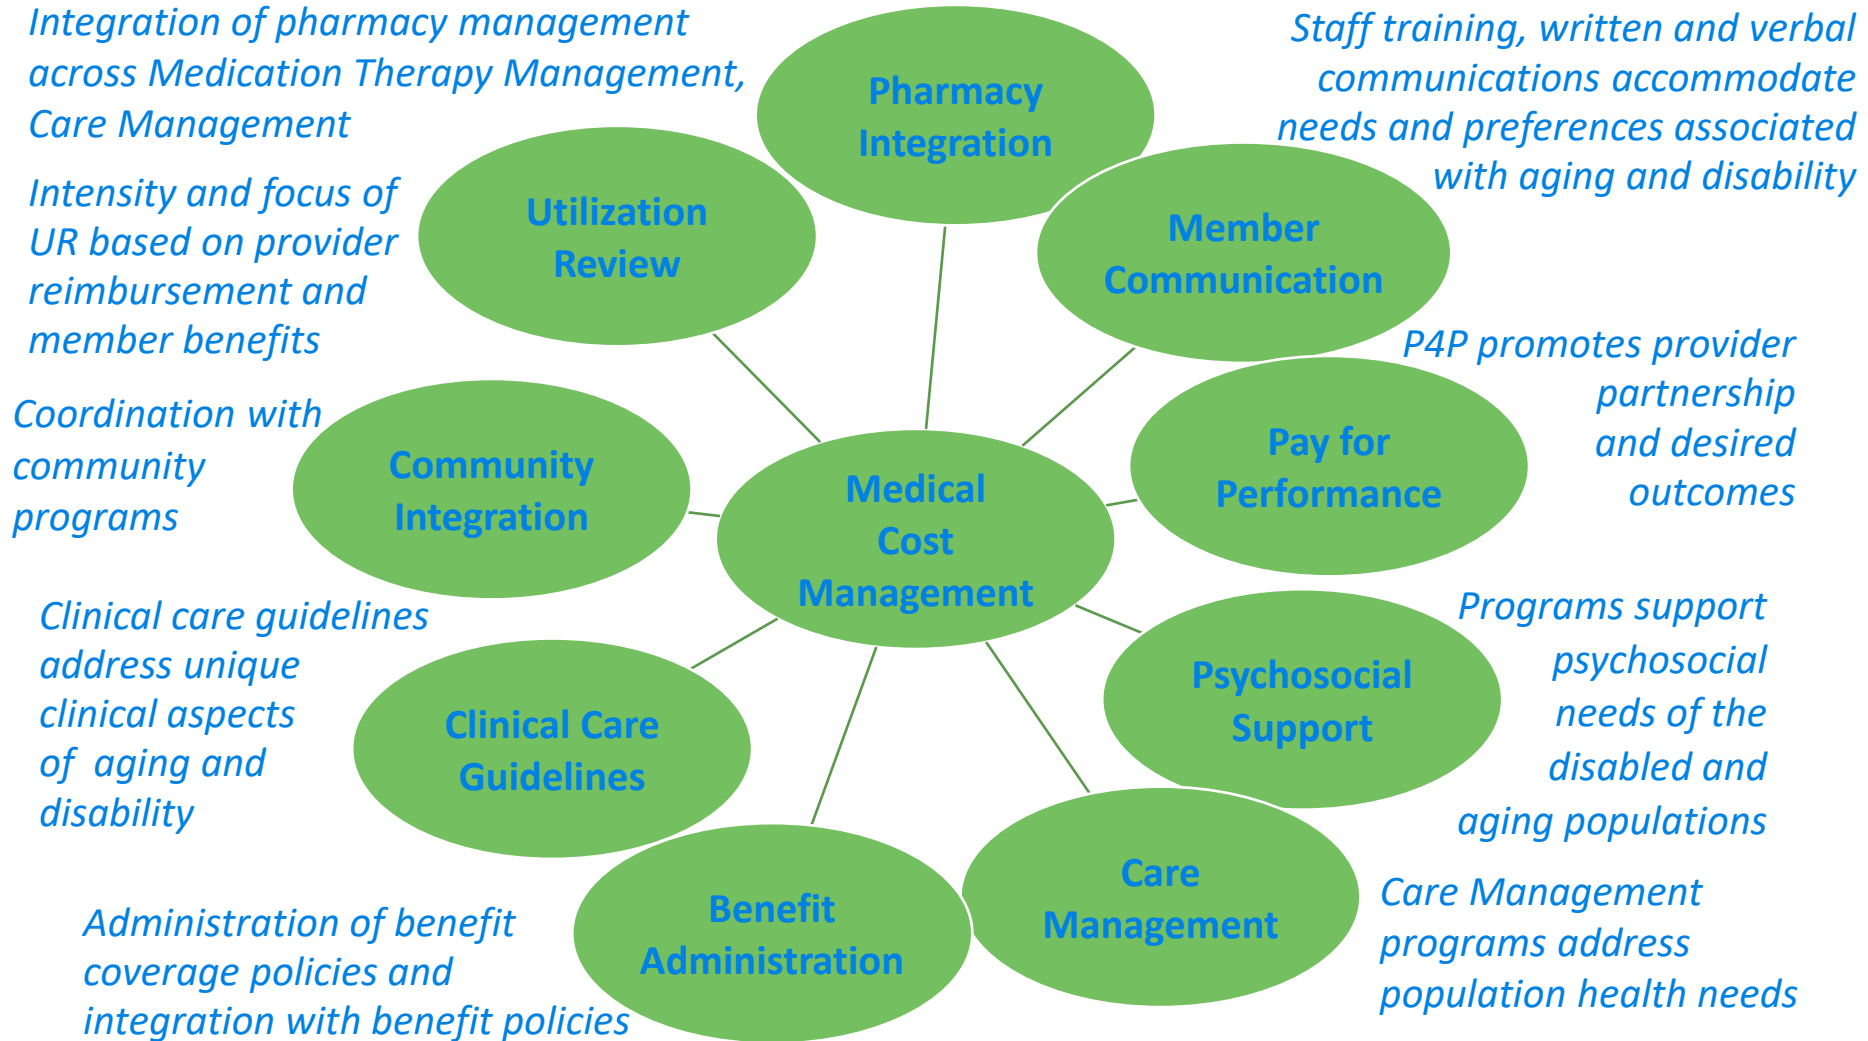 Integration of pharmacy management
across Medication Therapy Management,
Care Management
Pharmacy
Integration
Staff training, written and verbal
communications accommodate
needs and preferences associated
with aging and disability
Intensity and focus of
UR based on provider
reimbursement and
member benefits
Utilization
Review
Member
Communication
P4P promotes provider
partnership
and desired
outcomes
Coordination with
community
programs
Community
Integration
Medical
Cost
Management
Pay for
Performance
Clinical care guidelines
address unique
clinical aspects
of aging and
disability
Clinical Care
Guidelines
Psychosocial
Support
Programs support
psychosocial
needs of the
disabled and
aging populations
Administration of benefit
coverage policies and
integration with benefit policies
Benefit
Administration
Care
Management
Care Management
programs address
population health needs